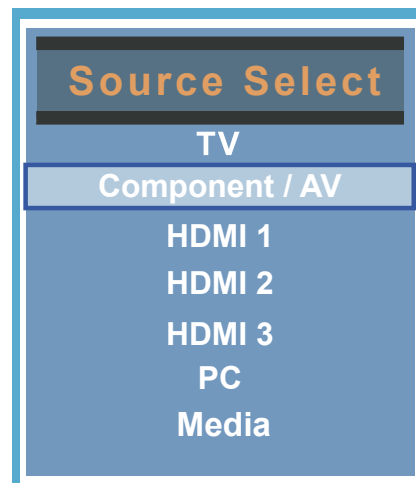 Source Select
TV
Component / AV
HDMI 1
HDMI 2
HDMI 3
PC
Media